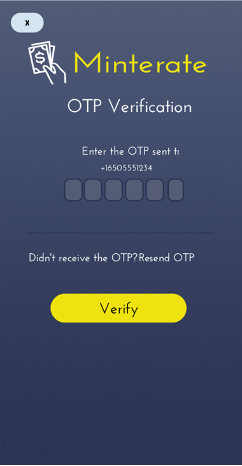 x
Minterate
OTP Verification
Enter the OTP sent t
+16505551234
Didn't receive the OTP? Resend OTP
Verify